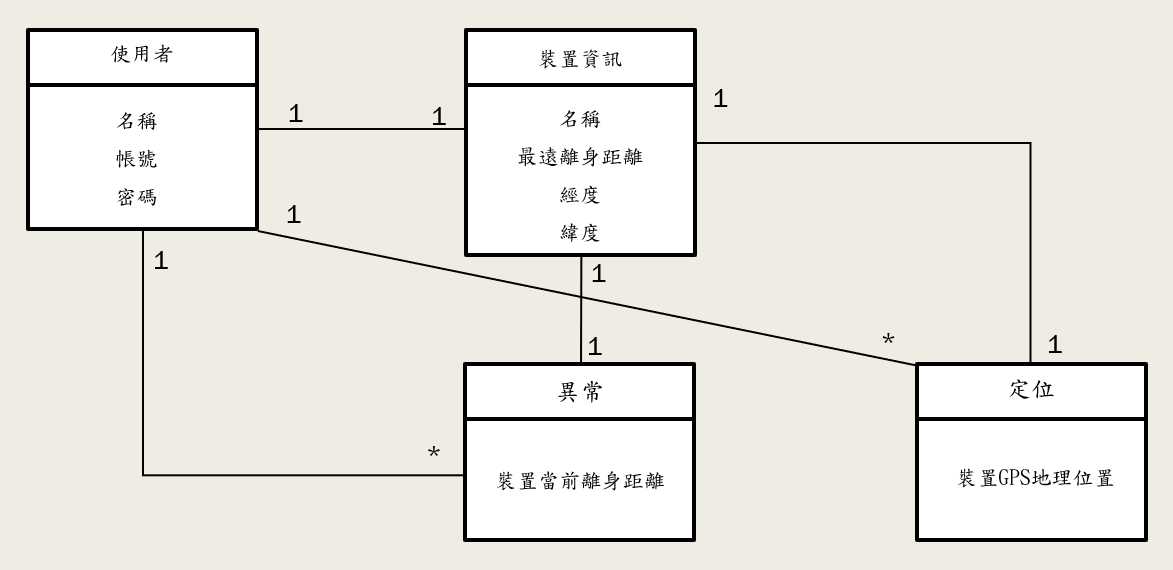 使用者
名稱
帳號
密碼
1
1
裝置資訊
名稱
最遠離身距離
經度
緯度
1
1
1
1
*
1
1
*
異常
裝置當前離身距離
定位
裝置GPS地理位置